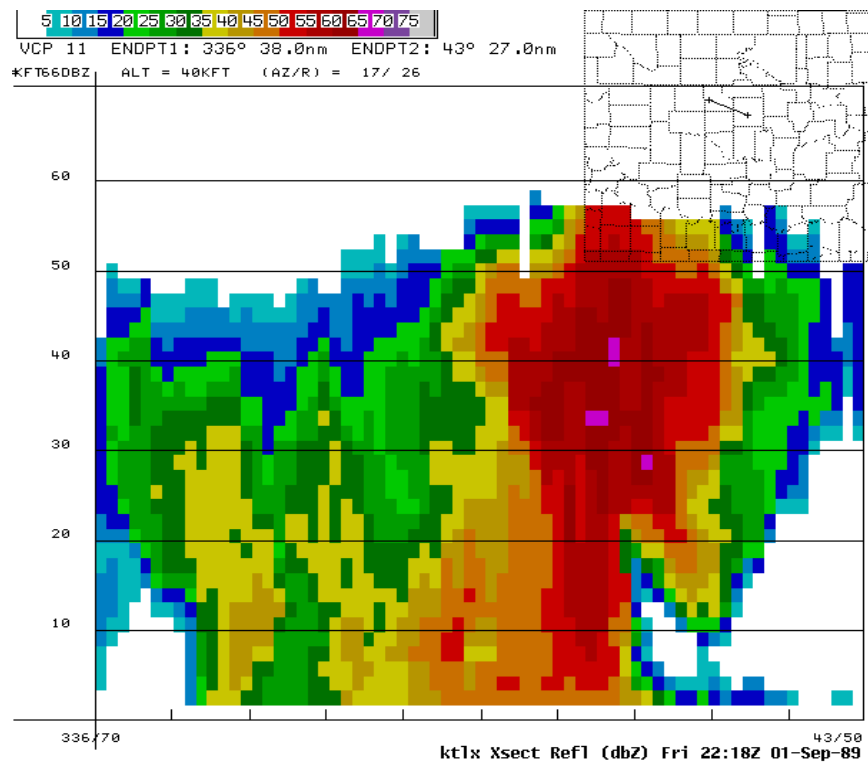 5 10 15 20 25 30 35 40 45 50 55 60 65 70 75
VCP 11 ENDPT1: 336° 38.0nm ENDPT2: 43° 27.0nm
*KFT66DBZ ALT = 40KFT (AZ/R) = 17/ 26
60
50
40
30
20
10
336/70 43/50
ktlx Xsect Refl (dbZ) Fri 22:18Z 01-Sep-89